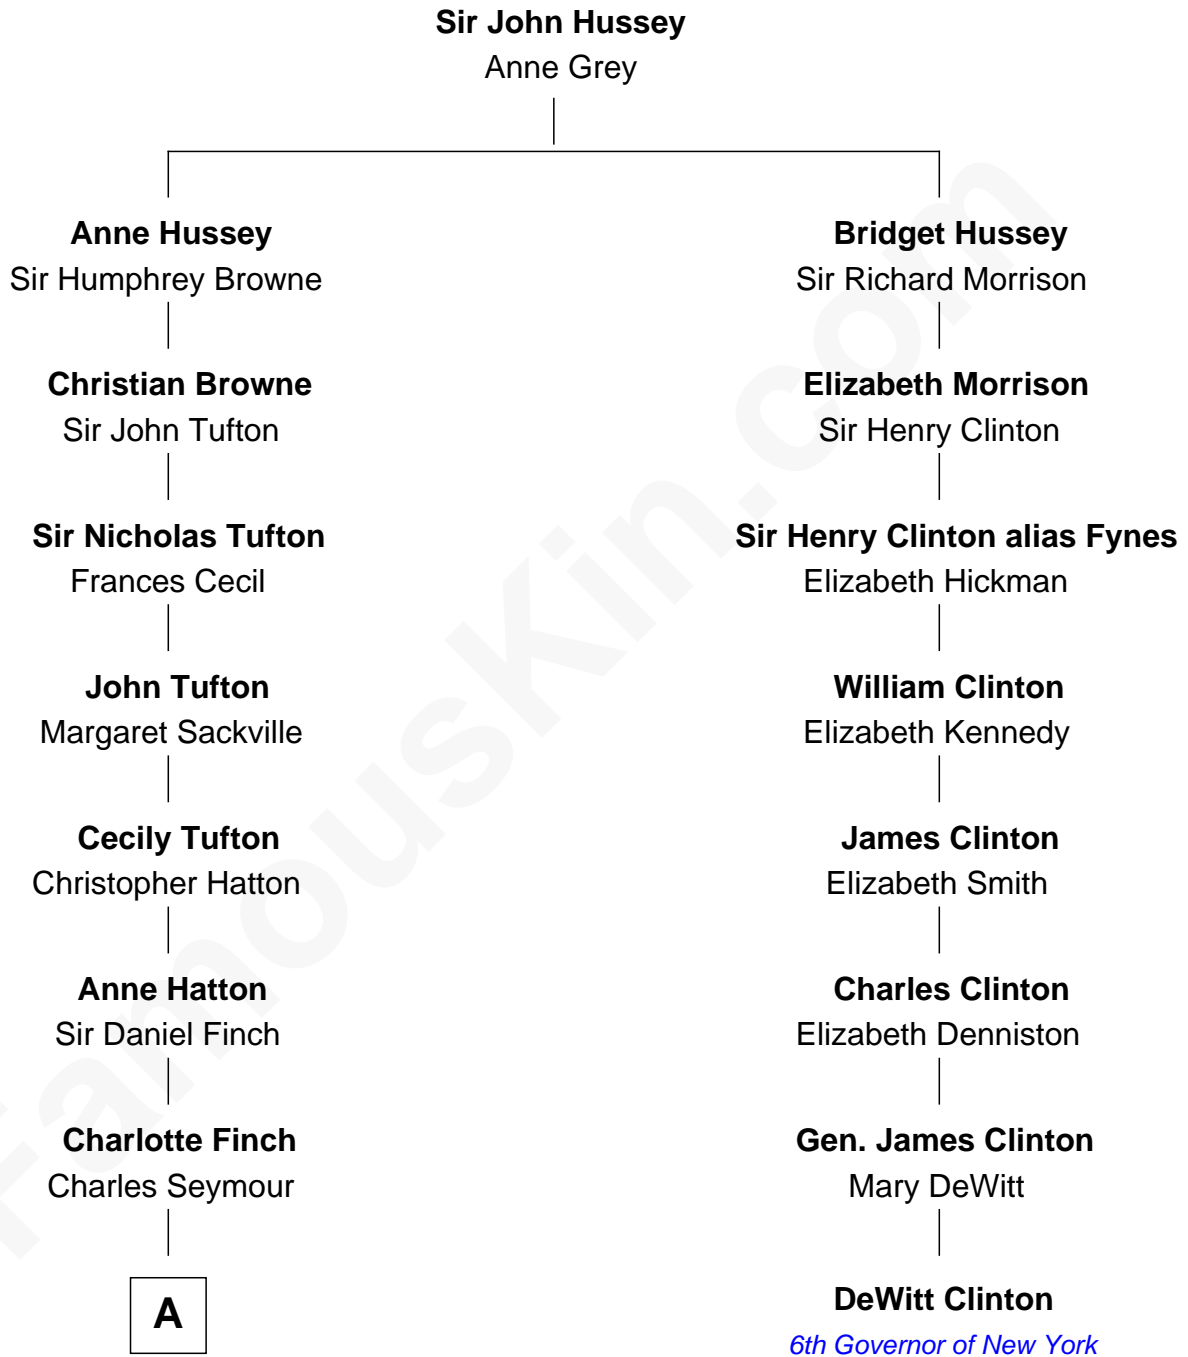 Sir John Hussey
Anne Grey
Anne Hussey
Sir Humphrey Browne
Bridget Hussey
Sir Richard Morrison
Christian Browne
Sir John Tufton
Elizabeth Morrison
Sir Henry Clinton
Sir Nicholas Tufton
Frances Cecil
Sir Henry Clinton alias Fynes
Elizabeth Hickman
John Tufton
Margaret Sackville
William Clinton
Elizabeth Kennedy
Cecily Tufton
Christopher Hatton
James Clinton
Elizabeth Smith
Anne Hatton
Sir Daniel Finch
Charles Clinton
Elizabeth Denniston
Charlotte Finch
Charles Seymour
Gen. James Clinton
Mary DeWitt
A
DeWitt Clinton
6th Governor of New York
FamousKin.com